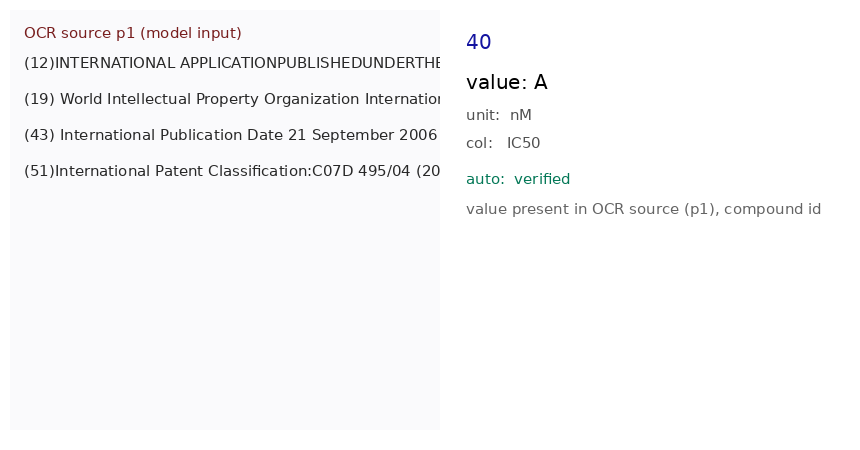 OCR source p1 (model input)
(12)INTERNATIONAL APPLICATIONPUBLISHEDUNDERTHE
(19) World Intellectual Property Organization Internation
(43) International Publication Date 21 September 2006
(51)International Patent Classification:C07D 495/04 (20
40
value: A
unit: nM
col: IC50
auto: verified
value present in OCR source (p1), compound id